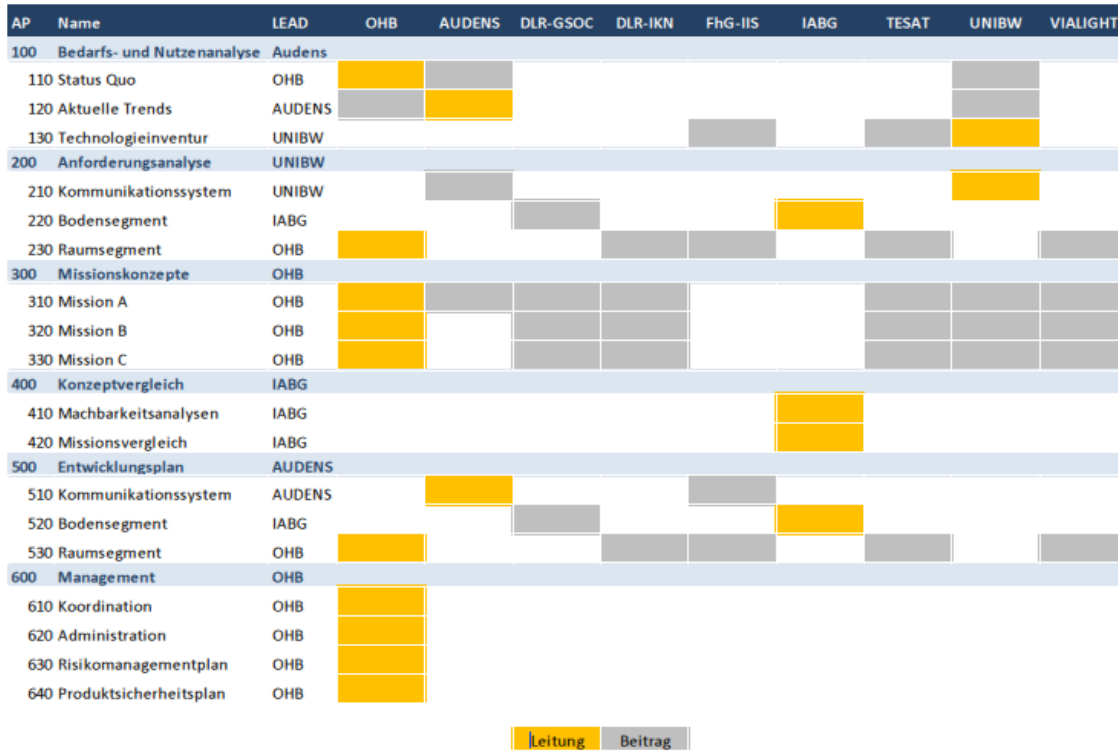 AP Name LEAD OHB AUDENS DLR-GSOC DLR-IKN FhG-IIS IABG TESAT UNIBW VIALIGHT
100 Bedarfs- und Nutzenanalyse Audens
110 Status Quo OHB
120 Aktuelle Trends AUDENS
130 Technologieinventur UNIBW
200 Anforderungsanalyse UNIBW
210 Kommunikationssystem UNIBW
220 Bodensegment IABG
230 Raumsegment OHB
300 Missionskonzepte OHB
310 Mission A OHB
320 Mission B OHB
330 Mission C OHB
400 Konzeptvergleich IABG
410 Machbarkeitsanalysen IABG
420 Missionsvergleich IABG
500 Entwicklungsplan AUDENS
510 Kommunikationssystem AUDENS
520 Bodensegment IABG
530 Raumsegment OHB
600 Management OHB
610 Koordination OHB
620 Administration OHB
630 Risikomanagementplan OHB
640 Produktsicherheitsplan OHB
Leitung Beitrag